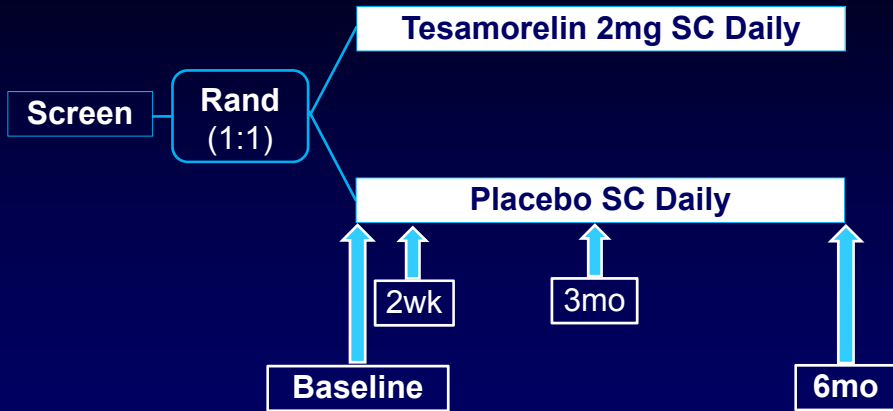 Tesamorelin 2mg SC Daily
Screen
Rand
(1:1)
Placebo SC Daily
2wk
3mo
Baseline
6mo